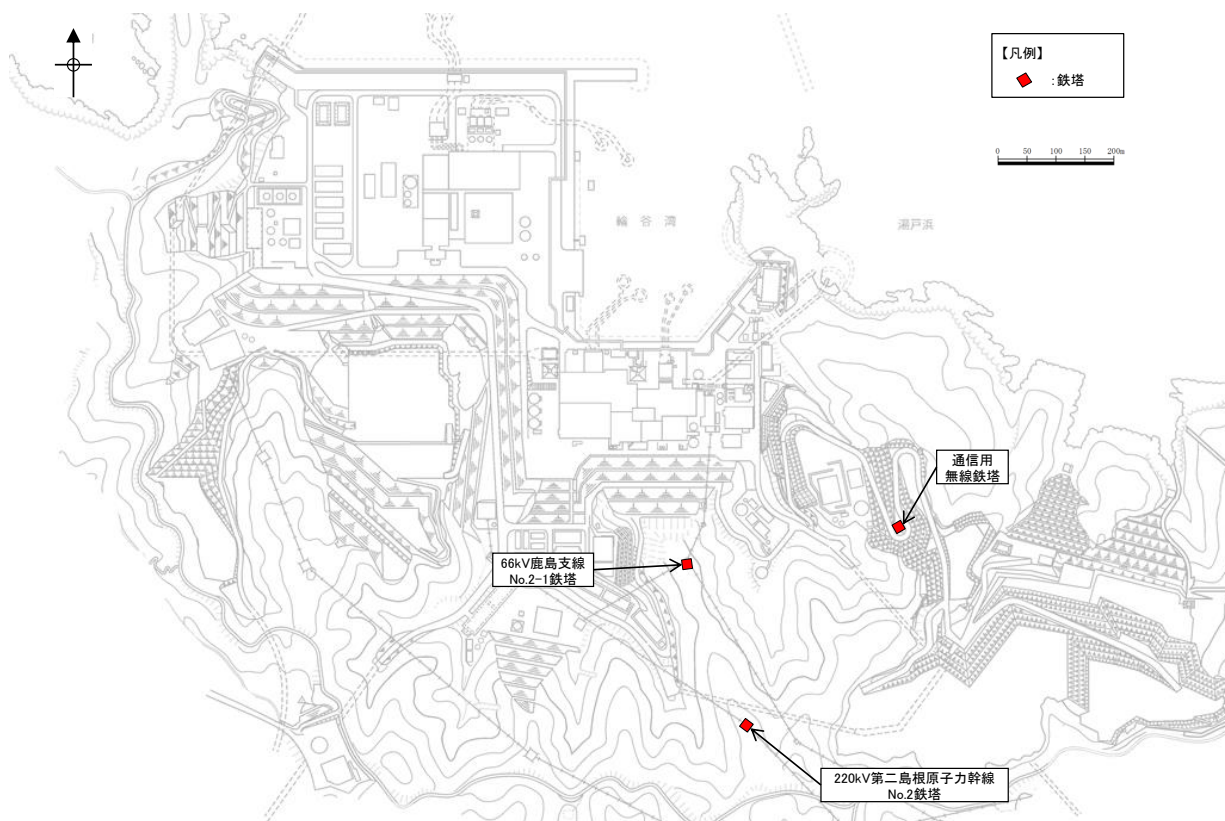 【凡例】
:鉄塔
0 50 100 150 200m
輪谷湾
湯戸浜
通信用
無線鉄塔
66kV鹿島支線
No.2-1鉄塔
220kV第二島根原子力幹線
No.2鉄塔